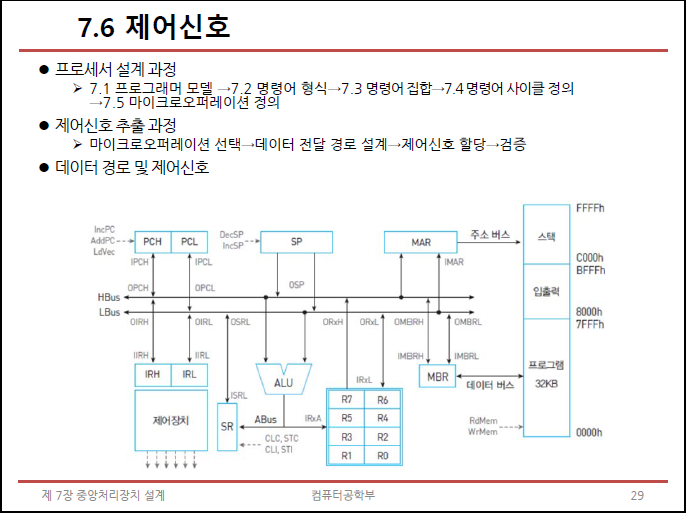 7.6 제어신호
● 프로세서 설계 과정
➢ 7.1 프로그래머 모델 →7.2 명령어 형식→7.3 명령어 집합→7.4 명령어 사이클 정의
→7.5 마이크로오퍼레이션 정의
● 제어신호 추출 과정
➢ 마이크로오퍼레이션 선택→데이터 전달 경로 설계→제어신호 할당→검증
● 데이터 경로 및 제어신호
IncPC
AddPC
LdVec
PCH PCL
IPCH IPCL
DecSP
IncSP
SP
MAR
주소 버스
IMAR
스택
FFFFh
C000h
BFFFh
입출력
8000h
7FFFh
프로그램
32KB
0000h
OPCH OPCL
OSP
HBus
LBus
OIRH OIRL OSRL ORxH ORxL OMBRH OMBRL
IIRH IIRL
IMBRH IMBRL
IRH IRL
ALU
ISRL
IRxL
MBR
데이터 버스
제어장치
SR
ABus
IRxA
CLC, STC
CLI, STI
R7 R6
R5 R4
R3 R2
R1 R0
RdMem
WrMem
제 7장 중앙처리장치 설계
컴퓨터공학부
29